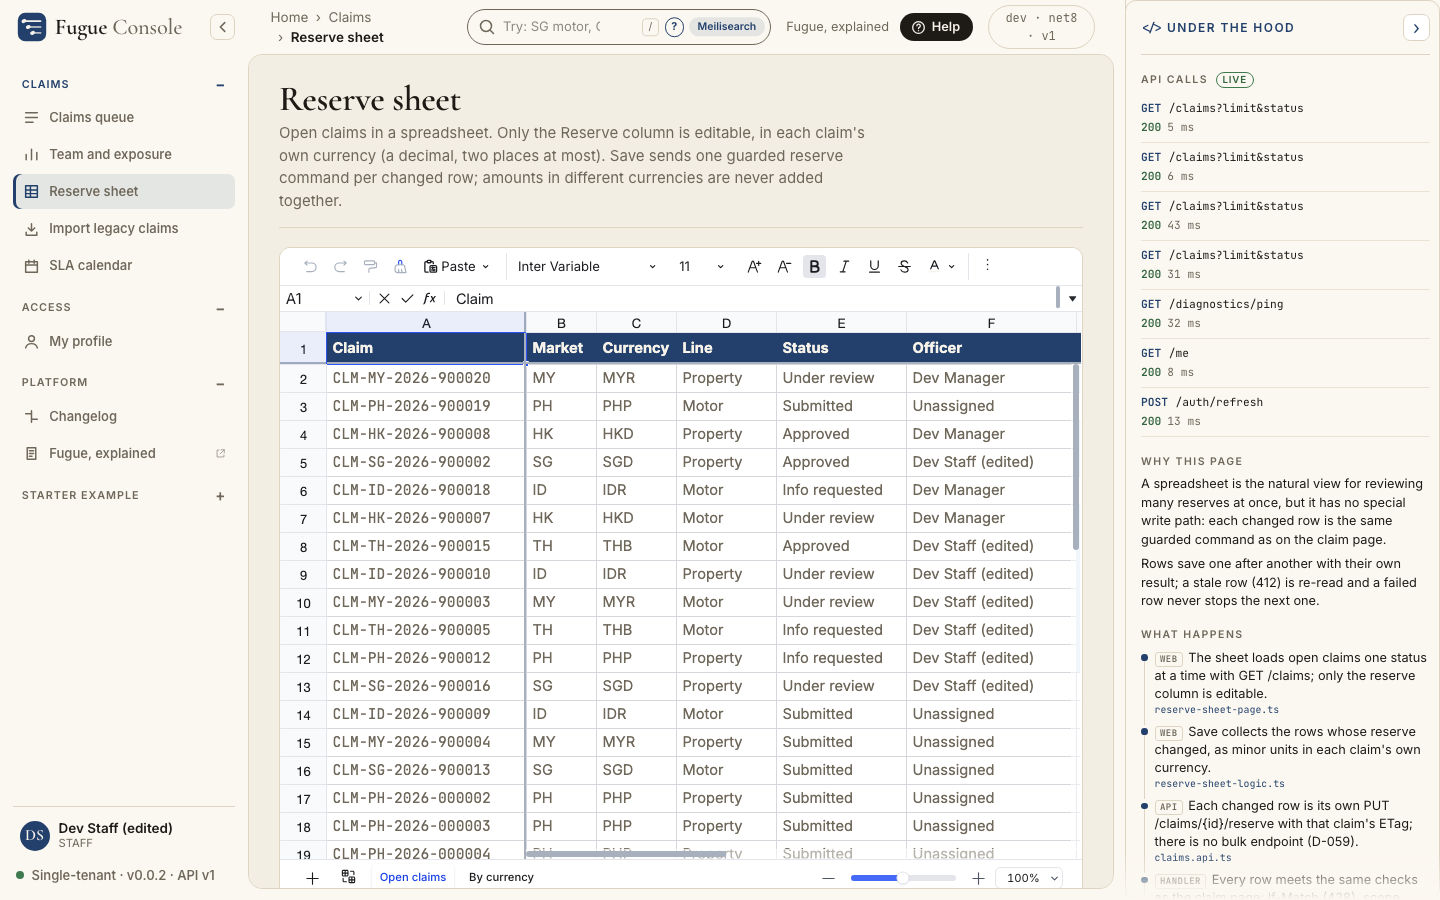 Fugue Console
CLAIMS
Claims queue
Team and exposure
Reserve sheet
Import legacy claims
SLA calendar
ACCESS
My profile
PLATFORM
Changelog
Fugue, explained
STARTER EXAMPLE
DS
Dev Staff (edited)
STAFF
Single-tenant · v0.0.2 · API v1
Home › Claims
› Reserve sheet
Try: SG motor, / ? Meilisearch
Fugue, explained
Help
dev · net8
· v1
Reserve sheet
Open claims in a spreadsheet. Only the Reserve column is editable, in each claim's
own currency (a decimal, two places at most). Save sends one guarded reserve
command per changed row; amounts in different currencies are never added
together.
Paste Inter Variable 11 B I U S A
A1 fx Claim
A B C D E F
1 Claim Market Currency Line Status Officer
2 CLM-MY-2026-900020 MY MYR Property Under review Dev Manager
3 CLM-PH-2026-900019 PH PHP Motor Submitted Unassigned
4 CLM-HK-2026-900008 HK HKD Property Approved Dev Manager
5 CLM-SG-2026-900002 SG SGD Property Approved Dev Staff (edited)
6 CLM-ID-2026-900018 ID IDR Motor Info requested Dev Manager
7 CLM-HK-2026-900007 HK HKD Motor Under review Dev Manager
8 CLM-TH-2026-900015 TH THB Motor Approved Dev Staff (edited)
9 CLM-ID-2026-900010 ID IDR Property Under review Dev Staff (edited)
10 CLM-MY-2026-900003 MY MYR Motor Under review Dev Staff (edited)
11 CLM-TH-2026-900005 TH THB Motor Info requested Dev Staff (edited)
12 CLM-PH-2026-900012 PH PHP Property Info requested Dev Staff (edited)
13 CLM-SG-2026-900016 SG SGD Property Under review Dev Staff (edited)
14 CLM-ID-2026-900009 ID IDR Motor Submitted Unassigned
15 CLM-MY-2026-900004 MY MYR Property Submitted Unassigned
16 CLM-SG-2026-900013 SG SGD Motor Submitted Unassigned
17 CLM-PH-2026-000002 PH PHP Property Submitted Unassigned
18 CLM-PH-2026-000003 PH PHP Property Submitted Unassigned
19 CLM-PH-2026-000004 PH PHP Property Submitted Unassigned
Open claims By currency 100%
</> UNDER THE HOOD
API CALLS LIVE
GET /claims?limit&status
200 5 ms
GET /claims?limit&status
200 6 ms
GET /claims?limit&status
200 43 ms
GET /claims?limit&status
200 31 ms
GET /diagnostics/ping
200 32 ms
GET /me
200 8 ms
POST /auth/refresh
200 13 ms
WHY THIS PAGE
A spreadsheet is the natural view for reviewing
many reserves at once, but it has no special
write path: each changed row is the same
guarded command as on the claim page.
Rows save one after another with their own
result; a stale row (412) is re-read and a failed
row never stops the next one.
WHAT HAPPENS
WEB The sheet loads open claims one status
at a time with GET /claims; only the reserve
column is editable.
reserve-sheet-page.ts
WEB Save collects the rows whose reserve
changed, as minor units in each claim's own
currency.
reserve-sheet-logic.ts
API Each changed row is its own PUT
/claims/{id}/reserve with that claim's ETag;
there is no bulk endpoint (D-059).
claims.api.ts
HANDLER Every row meets the same checks
as the claim page: If-Match (428), scope